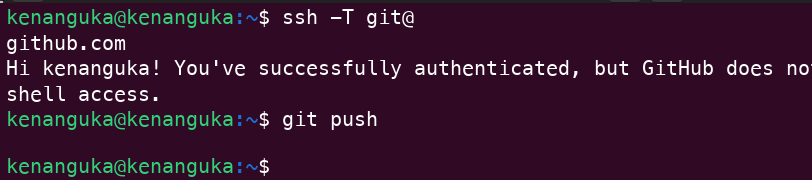 kenanguka@kenanguka:~$ ssh -T git@
github.com
Hi kenanguka! You've successfully authenticated, but GitHub does no
shell access.
kenanguka@kenanguka:~$ git push
kenanguka@kenanguka:~$